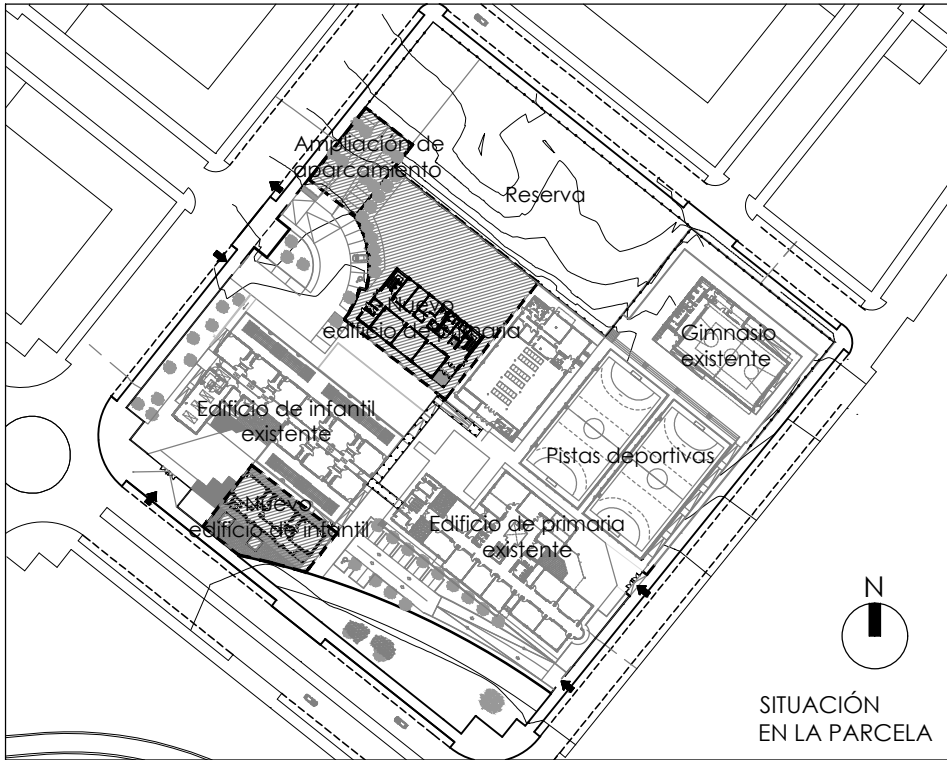 Ampliación de
aparcamiento
Reserva
edificio de primaria
Gimnasio
existente
Edificio de infantil
existente
Pistas deportivas
Nuevo
edificio de infantil
Edificio de primaria
existente
N
SITUACIÓN
EN LA PARCELA